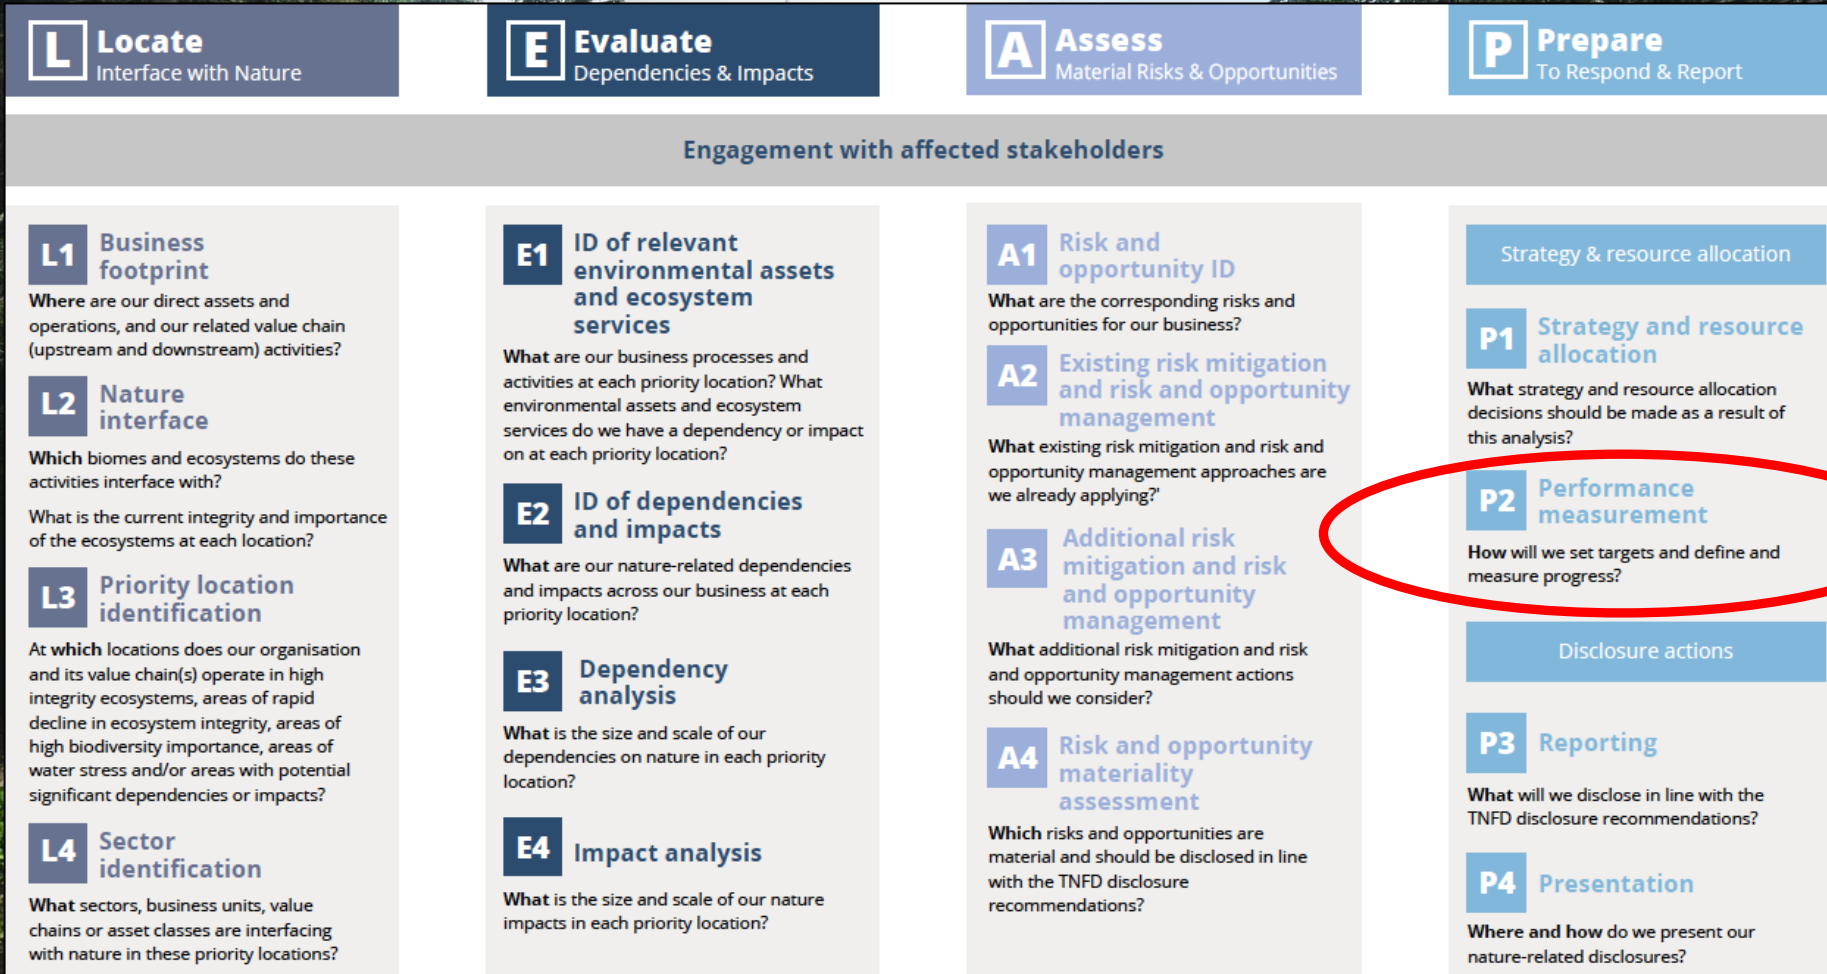 L Locate
Interface with Nature
E Evaluate
Dependencies & Impacts
A Assess
Material Risks & Opportunities
P Prepare
To Respond & Report
Engagement with affected stakeholders
L1 Business
footprint
Where are our direct assets and
operations, and our related value chain
(upstream and downstream) activities?
L2 Nature
interface
Which biomes and ecosystems do these
activities interface with?
What is the current integrity and importance
of the ecosystems at each location?
L3 Priority location
identification
At which locations does our organisation
and its value chain(s) operate in high
integrity ecosystems, areas of rapid
decline in ecosystem integrity, areas of
high biodiversity importance, areas of
water stress and/or areas with potential
significant dependencies or impacts?
L4 Sector
identification
What sectors, business units, value
chains or asset classes are interfacing
with nature in these priority locations?
E1 ID of relevant
environmental assets
and ecosystem
services
What are our business processes and
activities at each priority location? What
environmental assets and ecosystem
services do we have a dependency or impact
on at each priority location?
E2 ID of dependencies
and impacts
What are our nature-related dependencies
and impacts across our business at each
priority location?
E3 Dependency
analysis
What is the size and scale of our
dependencies on nature in each priority
location?
E4 Impact analysis
What is the size and scale of our nature
impacts in each priority location?
A1 Risk and
opportunity ID
What are the corresponding risks and
opportunities for our business?
A2 Existing risk mitigation
and risk and opportunity
management
What existing risk mitigation and risk and
opportunity management approaches are
we already applying?'
A3 Additional risk
mitigation and risk
and opportunity
management
What additional risk mitigation and risk
and opportunity management actions
should we consider?
A4 Risk and opportunity
materiality
assessment
Which risks and opportunities are
material and should be disclosed in line
with the TNFD disclosure
recommendations?
Strategy & resource allocation
P1 Strategy and resource
allocation
What strategy and resource allocation
decisions should be made as a result of
this analysis?
P2 Performance
measurement
How will we set targets and define and
measure progress?
Disclosure actions
P3 Reporting
What will we disclose in line with the
TNFD disclosure recommendations?
P4 Presentation
Where and how do we present our
nature-related disclosures?